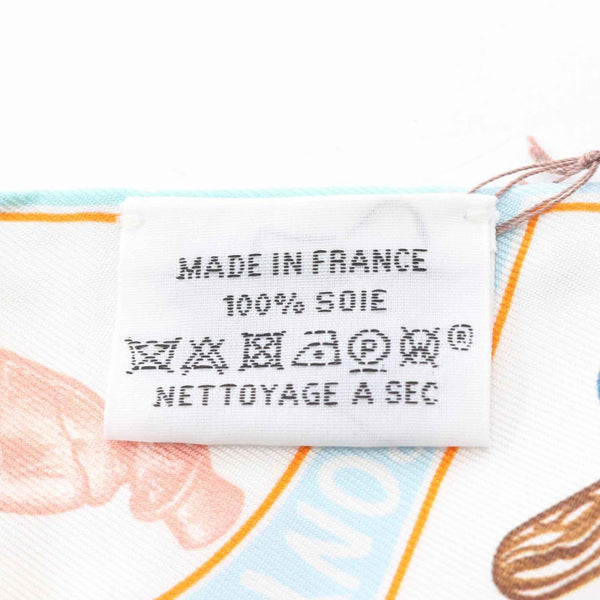 MADE IN FRANCE
100% SOIE
P W ®
NETTOYAGE A SEC